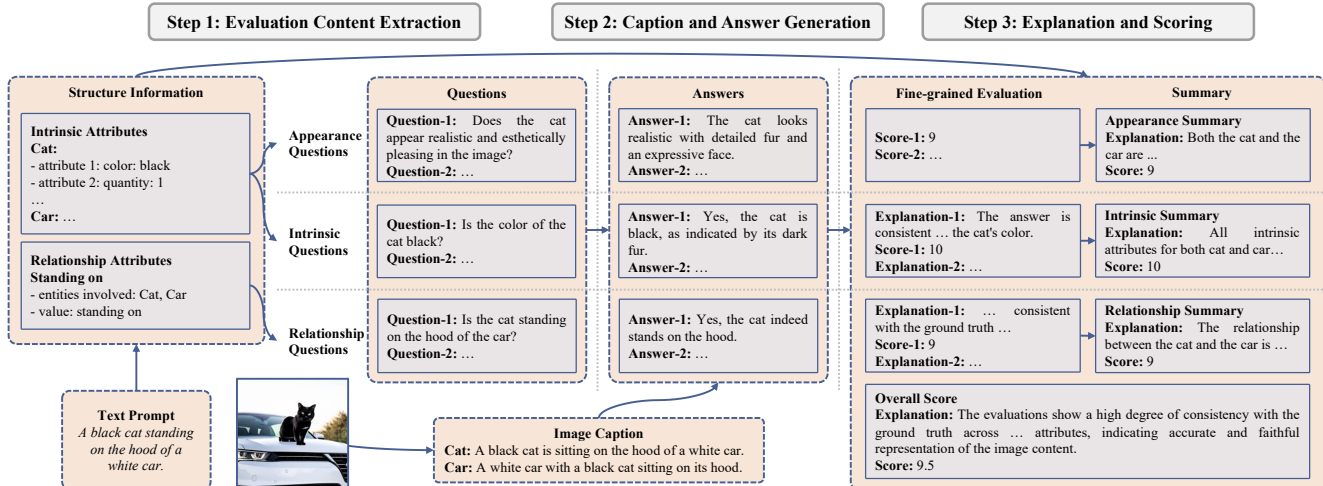 Step 1: Evaluation Content Extraction
Step 2: Caption and Answer Generation
Step 3: Explanation and Scoring
Structure Information
Intrinsic Attributes
Cat:
- attribute 1: color: black
- attribute 2: quantity: 1
…
Car: …
Relationship Attributes
Standing on
- entities involved: Cat, Car
- value: standing on
Text Prompt
A black cat standing
on the hood of a
white car.
Appearance
Questions
Intrinsic
Questions
Relationship
Questions
Questions
Question-1: Does the cat
appear realistic and esthetically
pleasing in the image?
Question-2: …
Question-1: Is the color of the
cat black?
Question-2: …
Question-1: Is the cat standing
on the hood of the car?
Question-2: …
Answers
Answer-1: The cat looks
realistic with detailed fur and
an expressive face.
Answer-2: …
Answer-1: Yes, the cat is
black, as indicated by its dark
fur.
Answer-2: …
Answer-1: Yes, the cat indeed
stands on the hood.
Answer-2: …
Image Caption
Cat: A black cat is sitting on the hood of a white car.
Car: A white car with a black cat sitting on its hood.
Fine-grained Evaluation
Score-1: 9
Score-2: …
Explanation-1: The answer is
consistent … the cat's color.
Score-1: 10
Explanation-2: …
Explanation-1: … consistent
with the ground truth …
Score-1: 9
Explanation-2: …
Summary
Appearance Summary
Explanation: Both the cat and the
car are ...
Score: 9
Intrinsic Summary
Explanation: All intrinsic
attributes for both cat and car…
Score: 10
Relationship Summary
Explanation: The relationship
between the cat and the car is …
Score: 9
Overall Score
Explanation: The evaluations show a high degree of consistency with the
ground truth across … attributes, indicating accurate and faithful
representation of the image content.
Score: 9.5